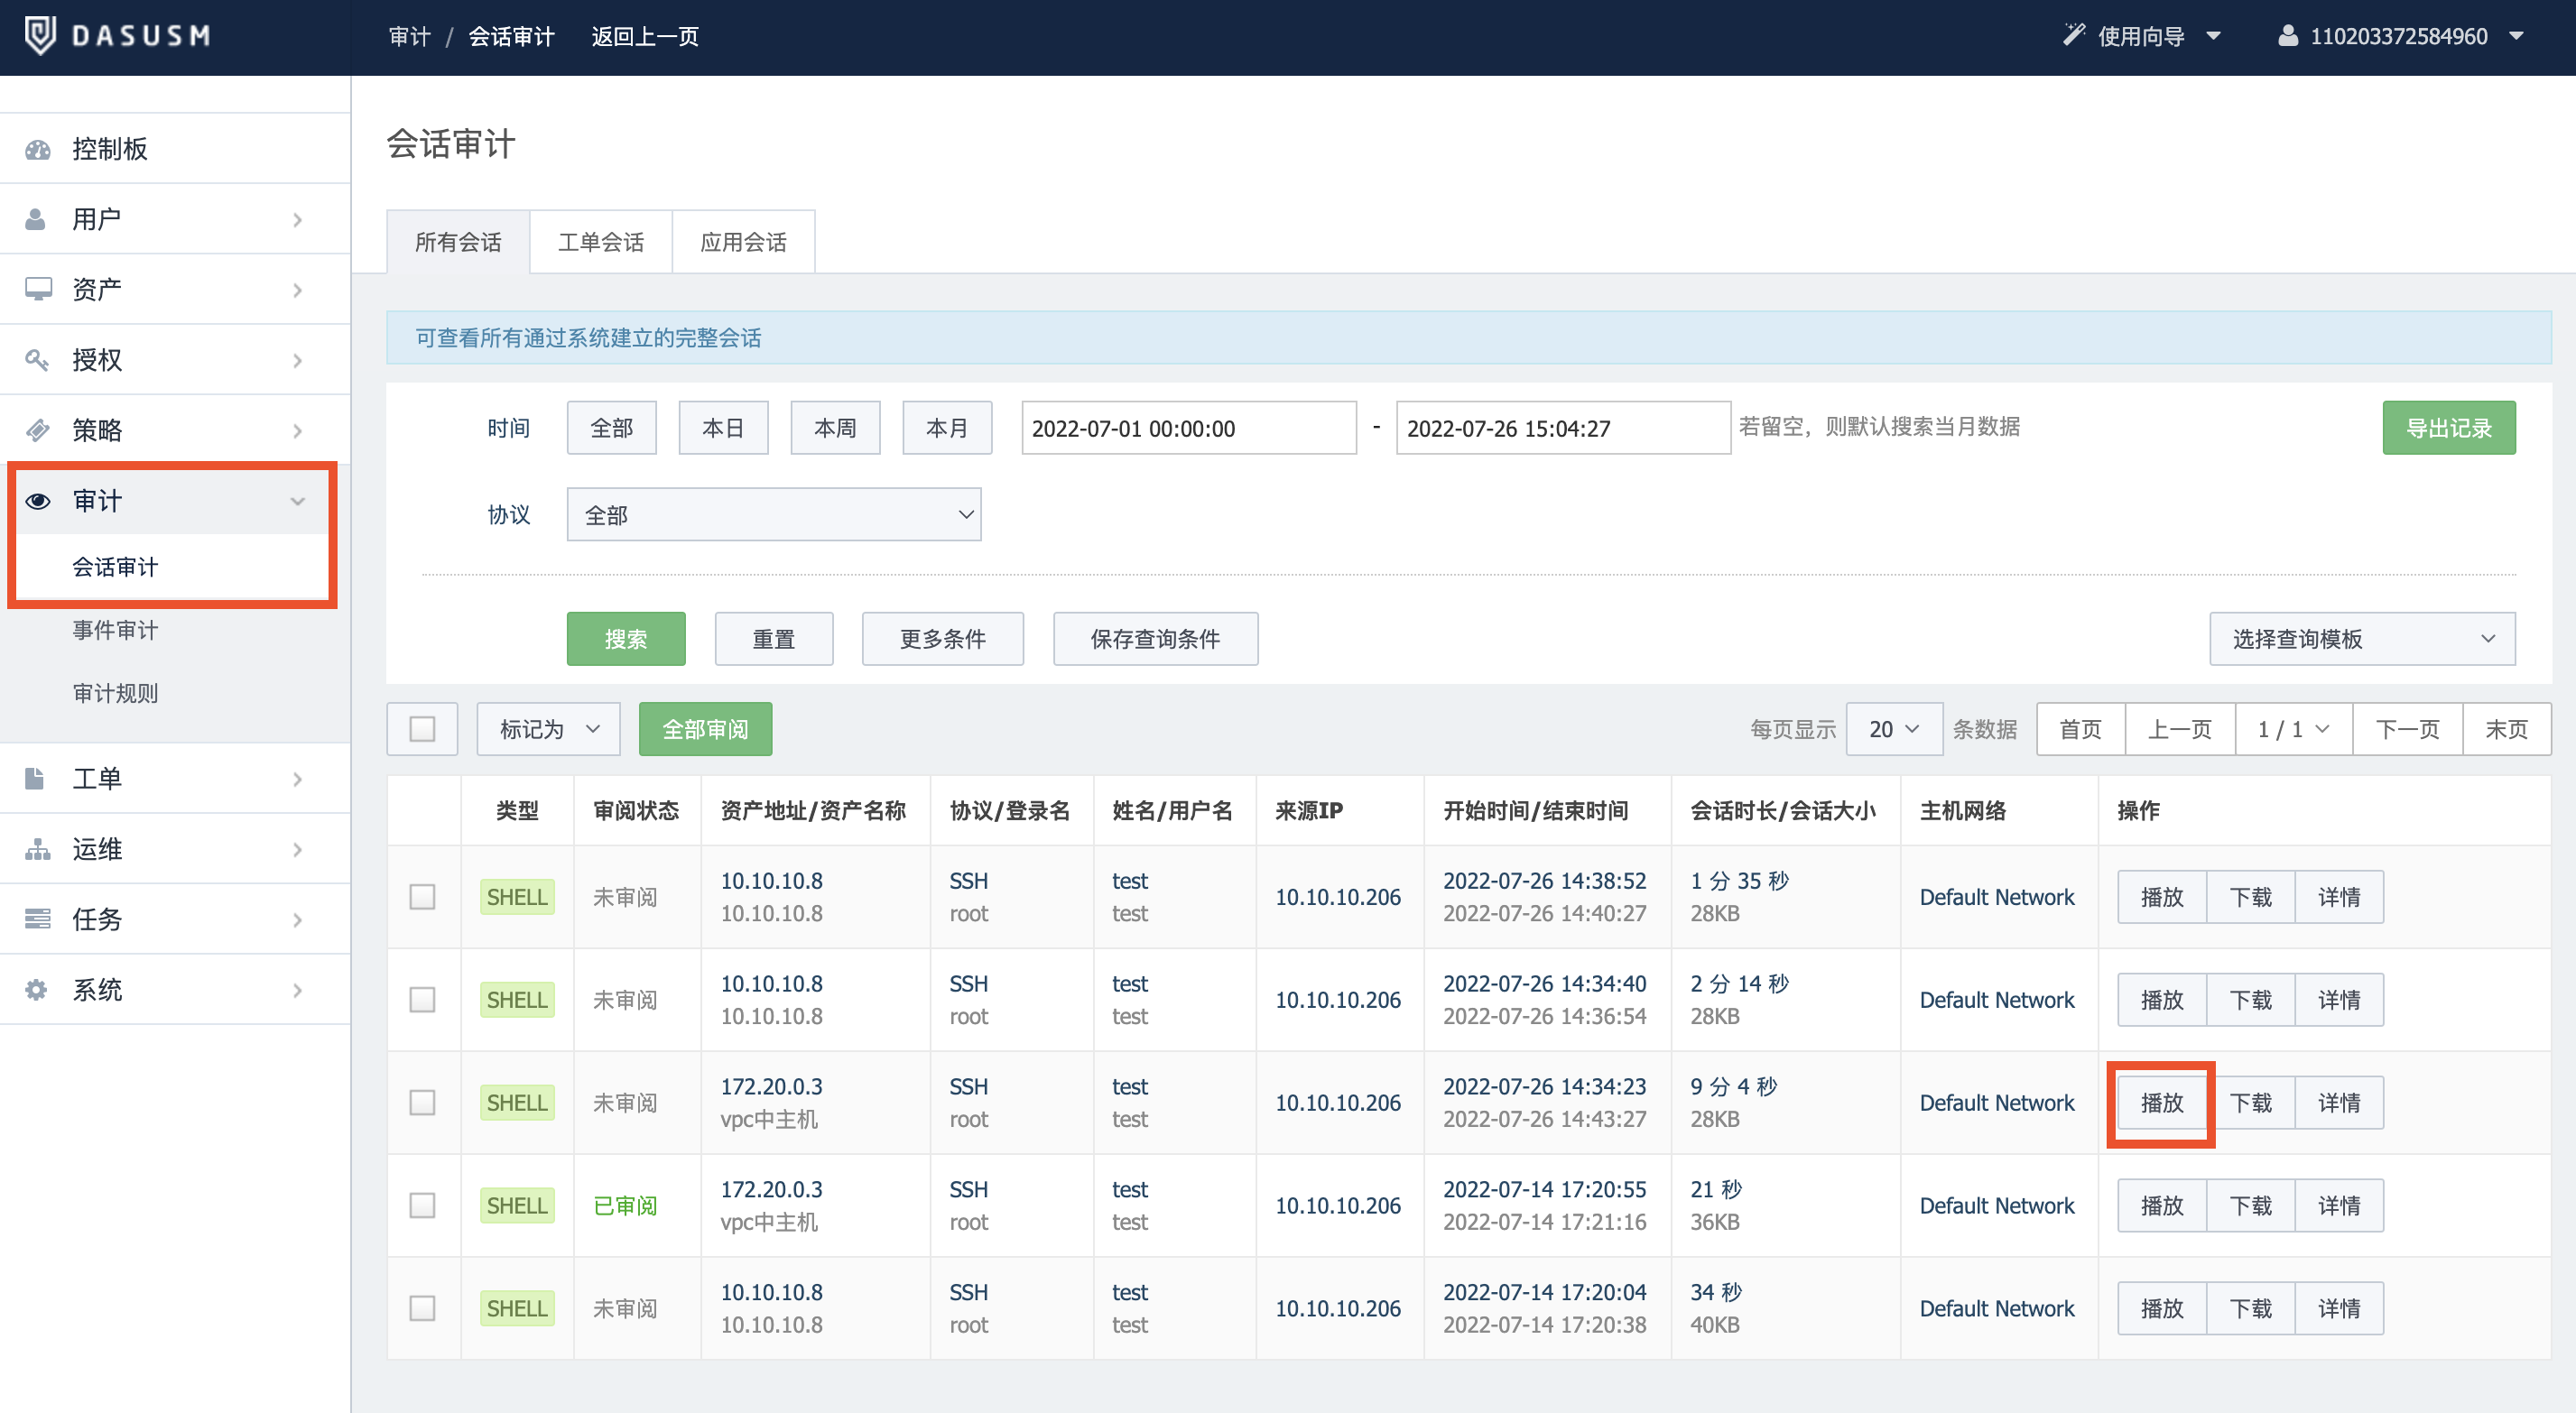 DASUSM
审计 / 会话审计 返回上一页
使用向导
110203372584960
控制板
用户
资产
授权
策略
审计
会话审计
事件审计
审计规则
工单
运维
任务
系统
会话审计
所有会话 工单会话 应用会话
可查看所有通过系统建立的完整会话
时间 全部 本日 本周 本月 2022-07-01 00:00:00 - 2022-07-26 15:04:27 若留空，则默认搜索当月数据 导出记录
协议 全部
搜索 重置 更多条件 保存查询条件 选择查询模板
标记为 全部审阅 每页显示 20 条数据 首页 上一页 1 / 1 下一页 末页
类型 审阅状态 资产地址/资产名称 协议/登录名 姓名/用户名 来源IP 开始时间/结束时间 会话时长/会话大小 主机网络 操作
10.10.10.8 SSH test 2022-07-26 14:38:52 1 分 35 秒
SHELL 未审阅 10.10.10.206 Default Network 播放 下载 详情
10.10.10.8 root test 2022-07-26 14:40:27 28KB
10.10.10.8 SSH test 2022-07-26 14:34:40 2 分 14 秒
SHELL 未审阅 10.10.10.206 Default Network 播放 下载 详情
10.10.10.8 root test 2022-07-26 14:36:54 28KB
172.20.0.3 SSH test 2022-07-26 14:34:23 9 分 4 秒
SHELL 未审阅 10.10.10.206 Default Network 播放 下载 详情
vpc中主机 root test 2022-07-26 14:43:27 28KB
172.20.0.3 SSH test 2022-07-14 17:20:55 21 秒
SHELL 已审阅 10.10.10.206 Default Network 播放 下载 详情
vpc中主机 root test 2022-07-14 17:21:16 36KB
10.10.10.8 SSH test 2022-07-14 17:20:04 34 秒
SHELL 未审阅 10.10.10.206 Default Network 播放 下载 详情
10.10.10.8 root test 2022-07-14 17:20:38 40KB